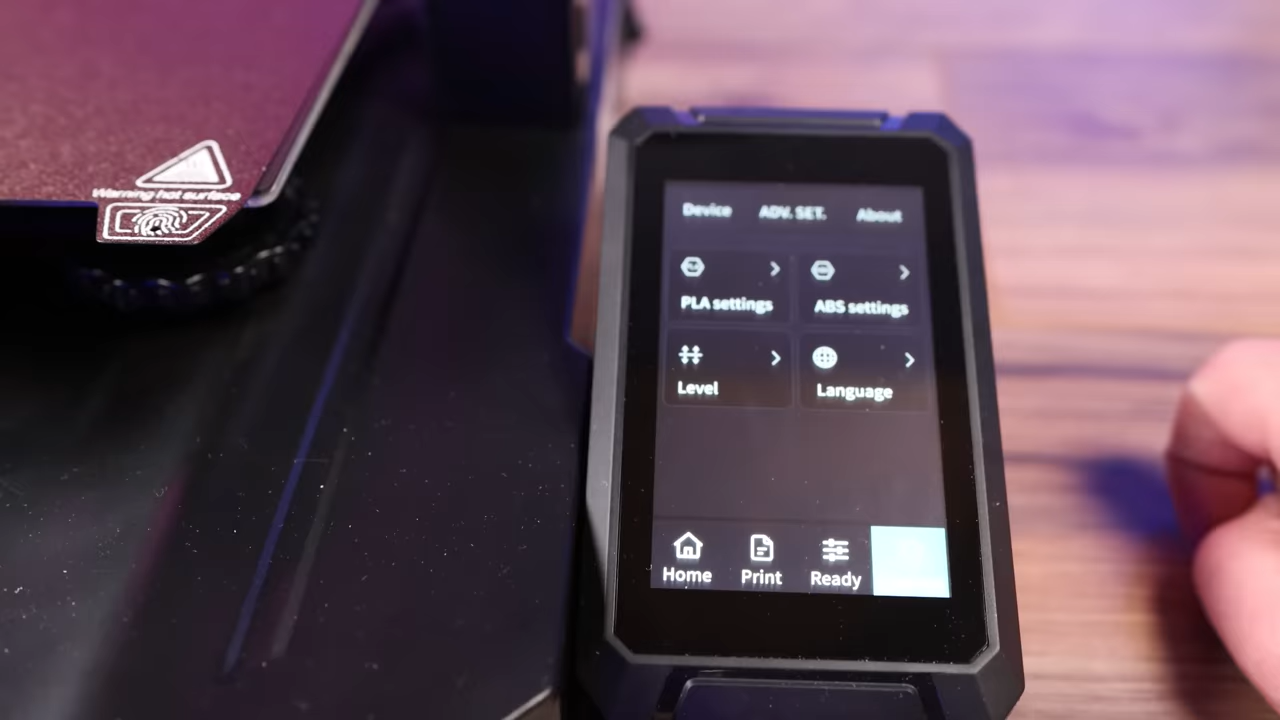 Warning hot surface
Device ADV. SET. About
PLA settings ABS settings
Level Language
Home Print Ready